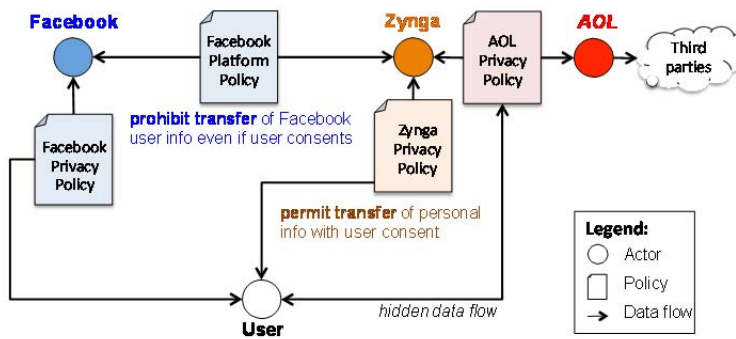 Facebook
Zynga
AOL
Facebook
Platform
Policy
AOL
Privacy
Policy
Third
parties
prohibit transfer of Facebook
user info even if user consents
Facebook
Privacy
Policy
Zynga
Privacy
Policy
permit transfer of personal
info with user consent
Legend:
Actor
Policy
Data flow
hidden data flow
User